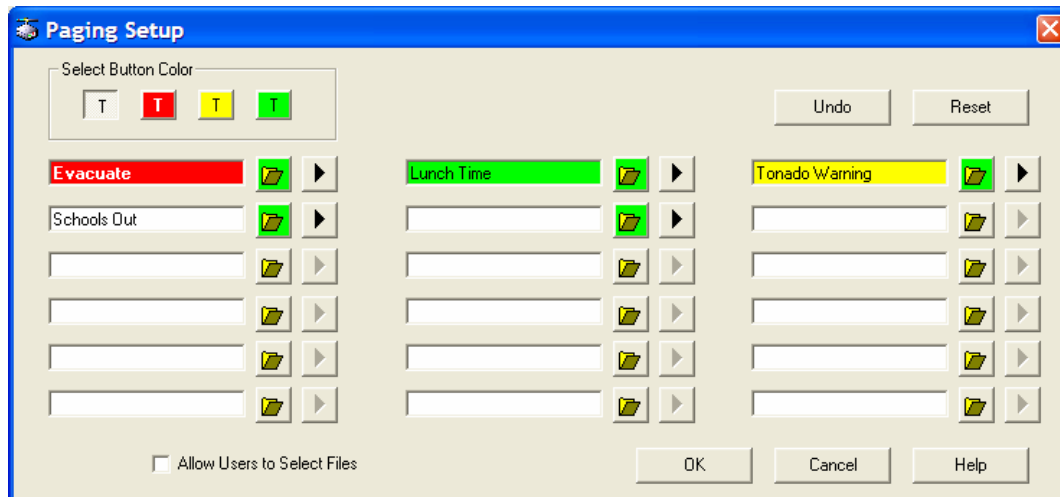 Paging Setup
Select Button Color
T T T T
Undo Reset
Evacuate Lunch Time Tonado Warning
Schools Out
Allow Users to Select Files
OK Cancel Help